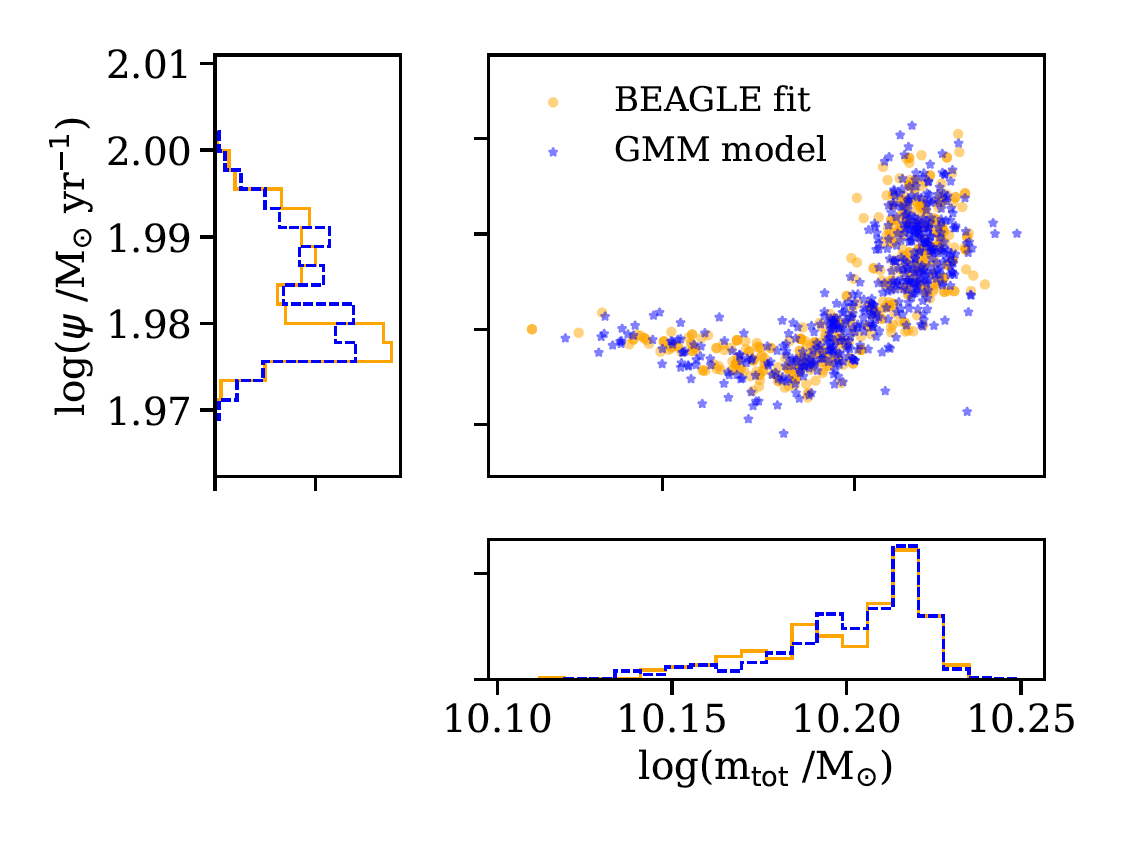 2.01
2.00
1.99
1.98
1.97
log(ψ /M⊙ yr⁻¹)
BEAGLE fit
GMM model
10.10 10.15 10.20 10.25
log(mtot /M⊙)